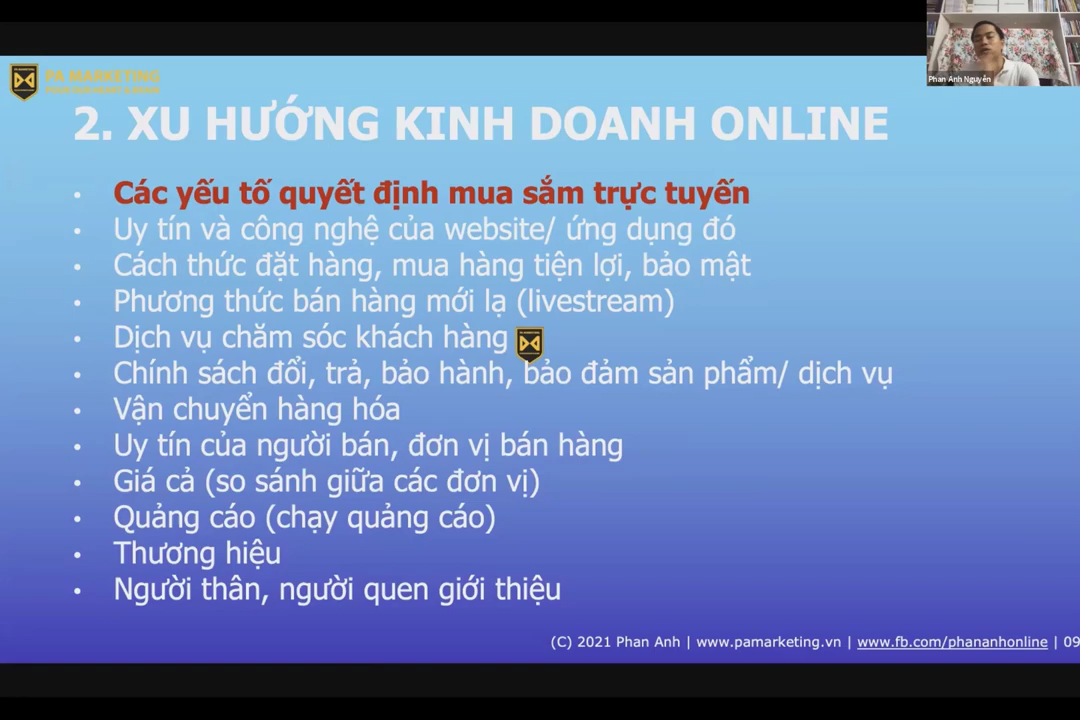 Phan Anh Nguyễn
PA MARKETING
2. XU HƯỚNG KINH DOANH ONLINE
• Các yếu tố quyết định mua sắm trực tuyến
• Uy tín và công nghệ của website/ ứng dụng đó
• Cách thức đặt hàng, mua hàng tiện lợi, bảo mật
• Phương thức bán hàng mới lạ (livestream)
• Dịch vụ chăm sóc khách hàng
• Chính sách đổi, trả, bảo hành, bảo đảm sản phẩm/ dịch vụ
• Vận chuyển hàng hóa
• Uy tín của người bán, đơn vị bán hàng
• Giá cả (so sánh giữa các đơn vị)
• Quảng cáo (chạy quảng cáo)
• Thương hiệu
• Người thân, người quen giới thiệu
(C) 2021 Phan Anh | www.pamarketing.vn | www.fb.com/phananhonline | 09